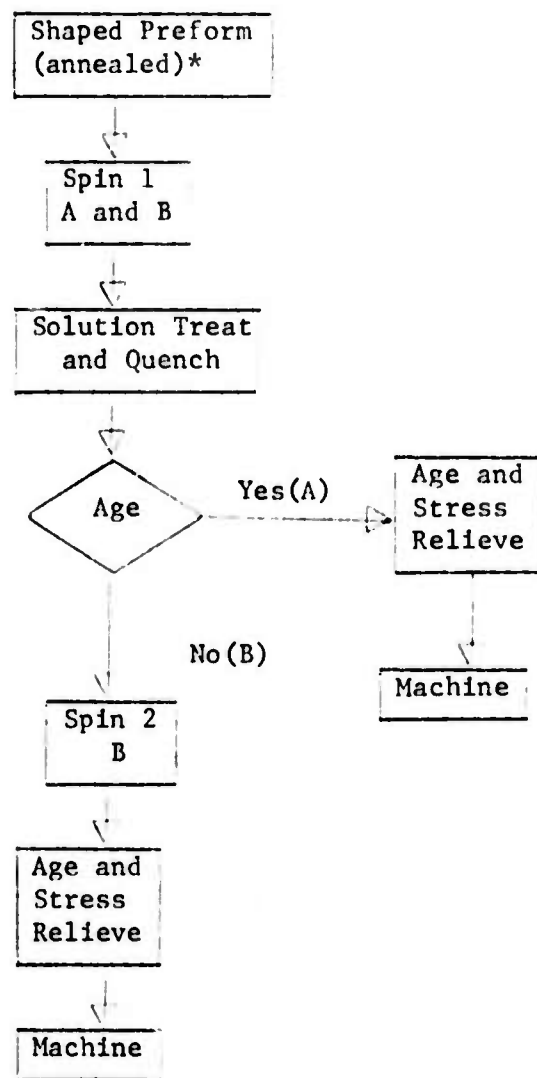 Shaped Preform
(annealed)*
Spin 1
A and B
Solution Treat
and Quench
Age
Yes(A)
Age and
Stress
Relieve
Machine
No(B)
Spin 2
B
Age and
Stress
Relieve
Machine